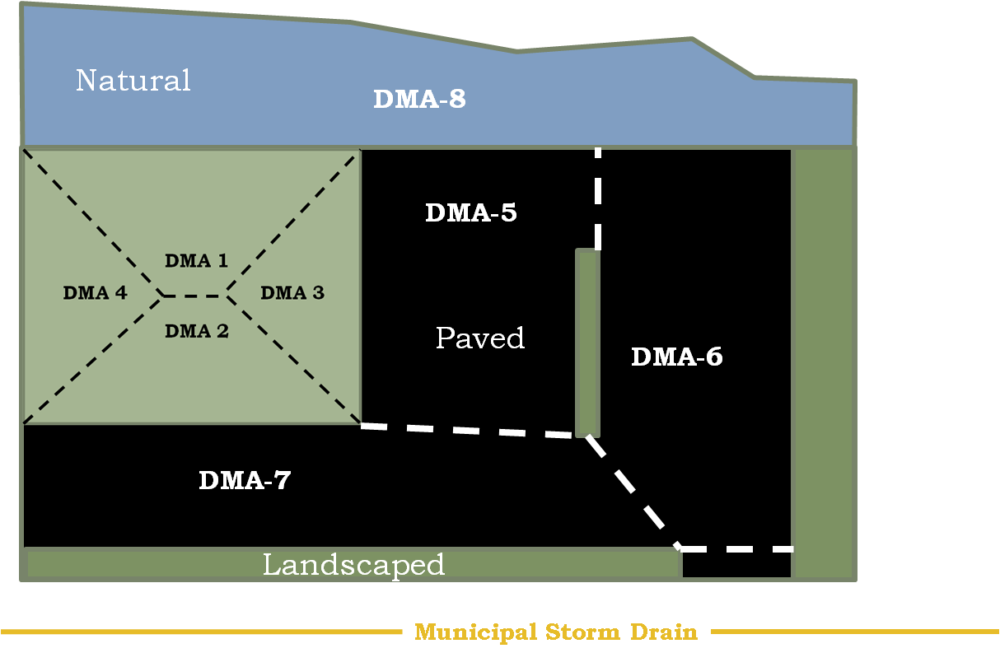 Natural
DMA-8
DMA-5
DMA 1
DMA 4
DMA 3
DMA 2
Paved
DMA-6
DMA-7
Landscaped
Municipal Storm Drain